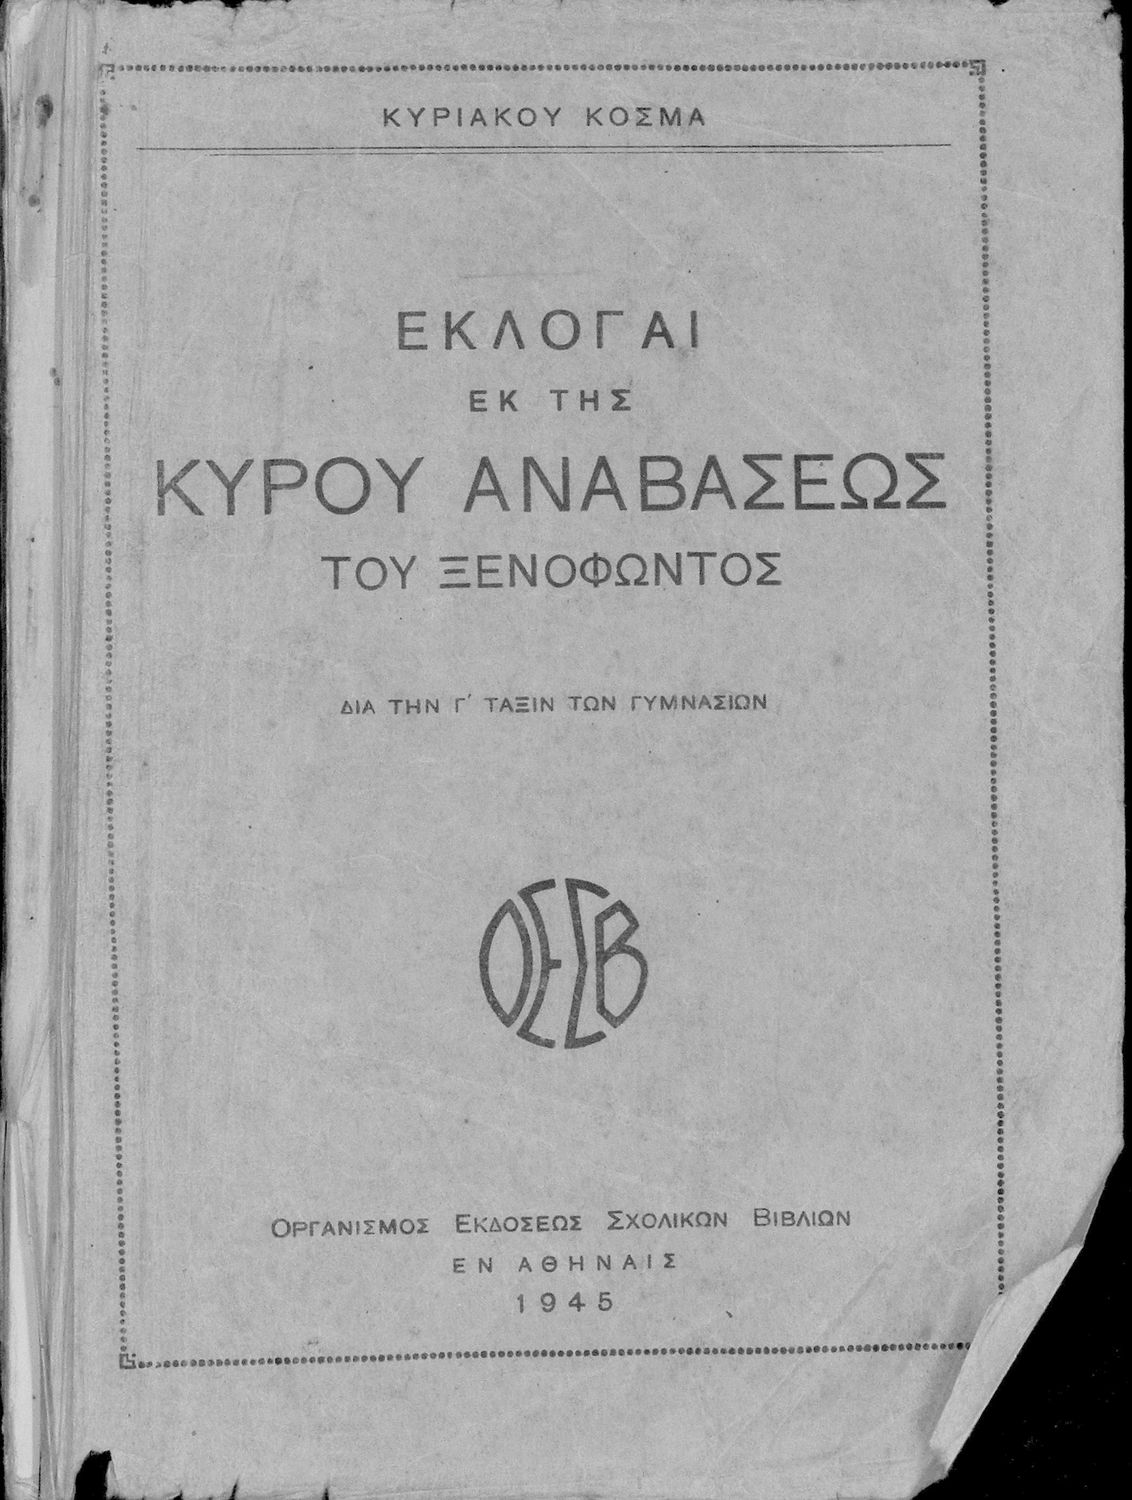 ΚΥΡΙΑΚΟΥ ΚΟΣΜΑ
ΕΚΛΟΓΑΙ
ΕΚ ΤΗΣ
ΚΥΡΟΥ ΑΝΑΒΑΣΕΩΣ
ΤΟΥ ΞΕΝΟΦΩΝΤΟΣ
ΔΙΑ ΤΗΝ Γ΄ ΤΑΞΙΝ ΤΩΝ ΓΥΜΝΑΣΙΩΝ
ΟΕΣΒ
ΟΡΓΑΝΙΣΜΟΣ ΕΚΔΟΣΕΩΣ ΣΧΟΛΙΚΩΝ ΒΙΒΛΙΩΝ
ΕΝ ΑΘΗΝΑΙΣ
1945